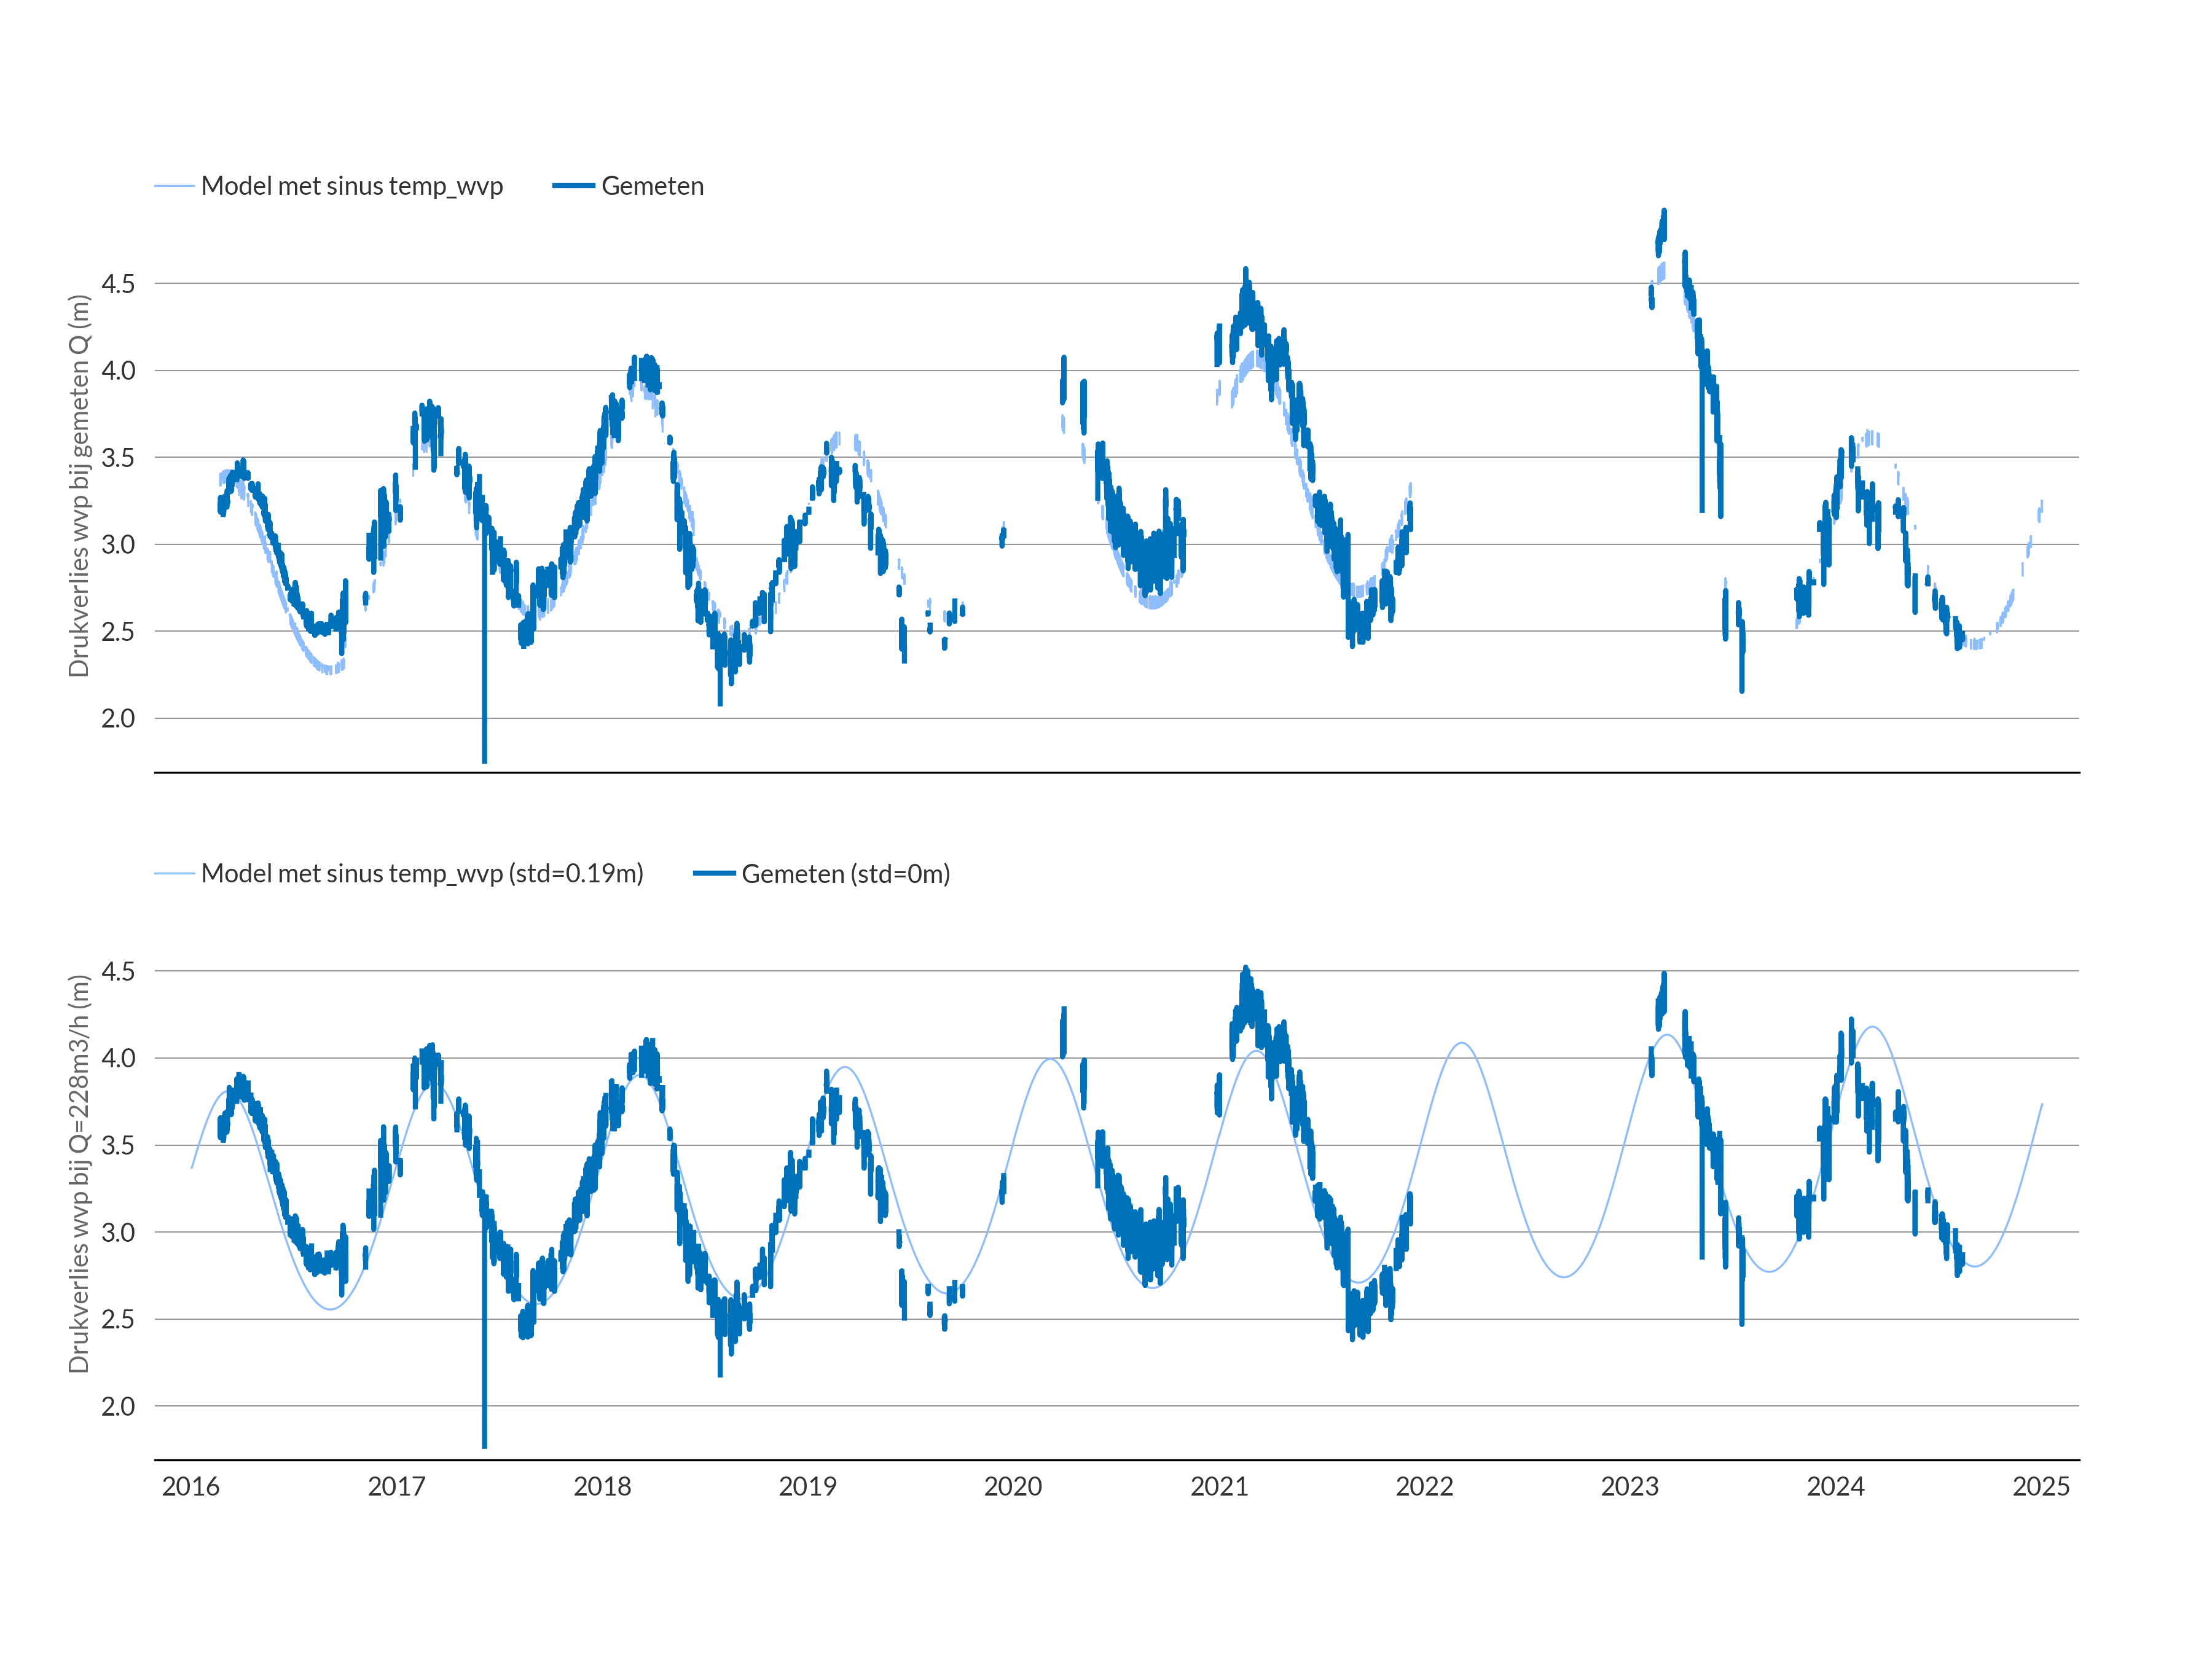 Model met sinus temp_wvp Gemeten
Drukverlies wvp bij gemeten Q (m)
4.5
4.0
3.5
3.0
2.5
2.0
Model met sinus temp_wvp (std=0.19m) Gemeten (std=0m)
Drukverlies wvp bij Q=228m3/h (m)
4.5
4.0
3.5
3.0
2.5
2.0
2016 2017 2018 2019 2020 2021 2022 2023 2024 2025